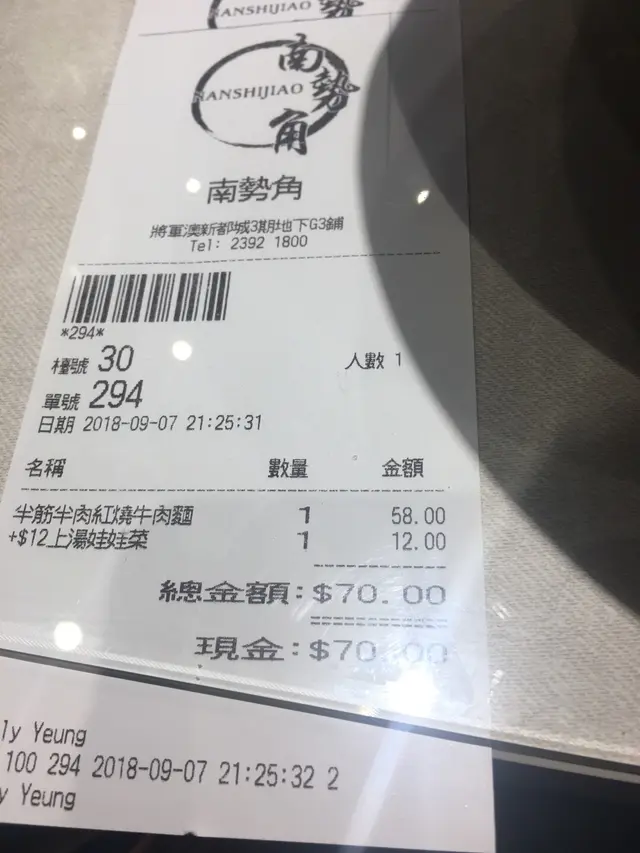 NANSHIJIAO 勢
南
NANSHIJIAO 勢
角
南勢角
將軍澳新都城3期地下G3鋪
Tel: 2392 1800
*294*
檯號 30 人數 1
單號 294
日期 2018-09-07 21:25:31
名稱 數量 金額
半筋半肉紅燒牛肉麵 1 58.00
+$12上湯娃娃菜 1 12.00
總金額:$70.00
現金:$70.00
ly Yeung
100 294 2018-09-07 21:25:32 2
y Yeung